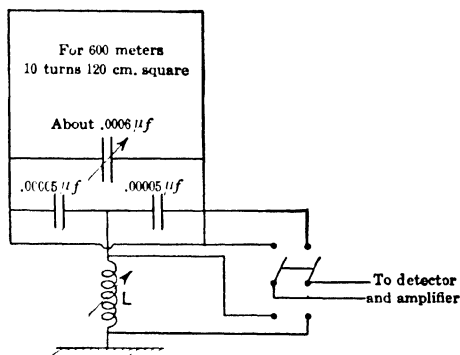 For 600 meters
10 turns 120 cm. square
About .0006 μf
.00005 μf .00005 μf
L
To detector
and amplifier